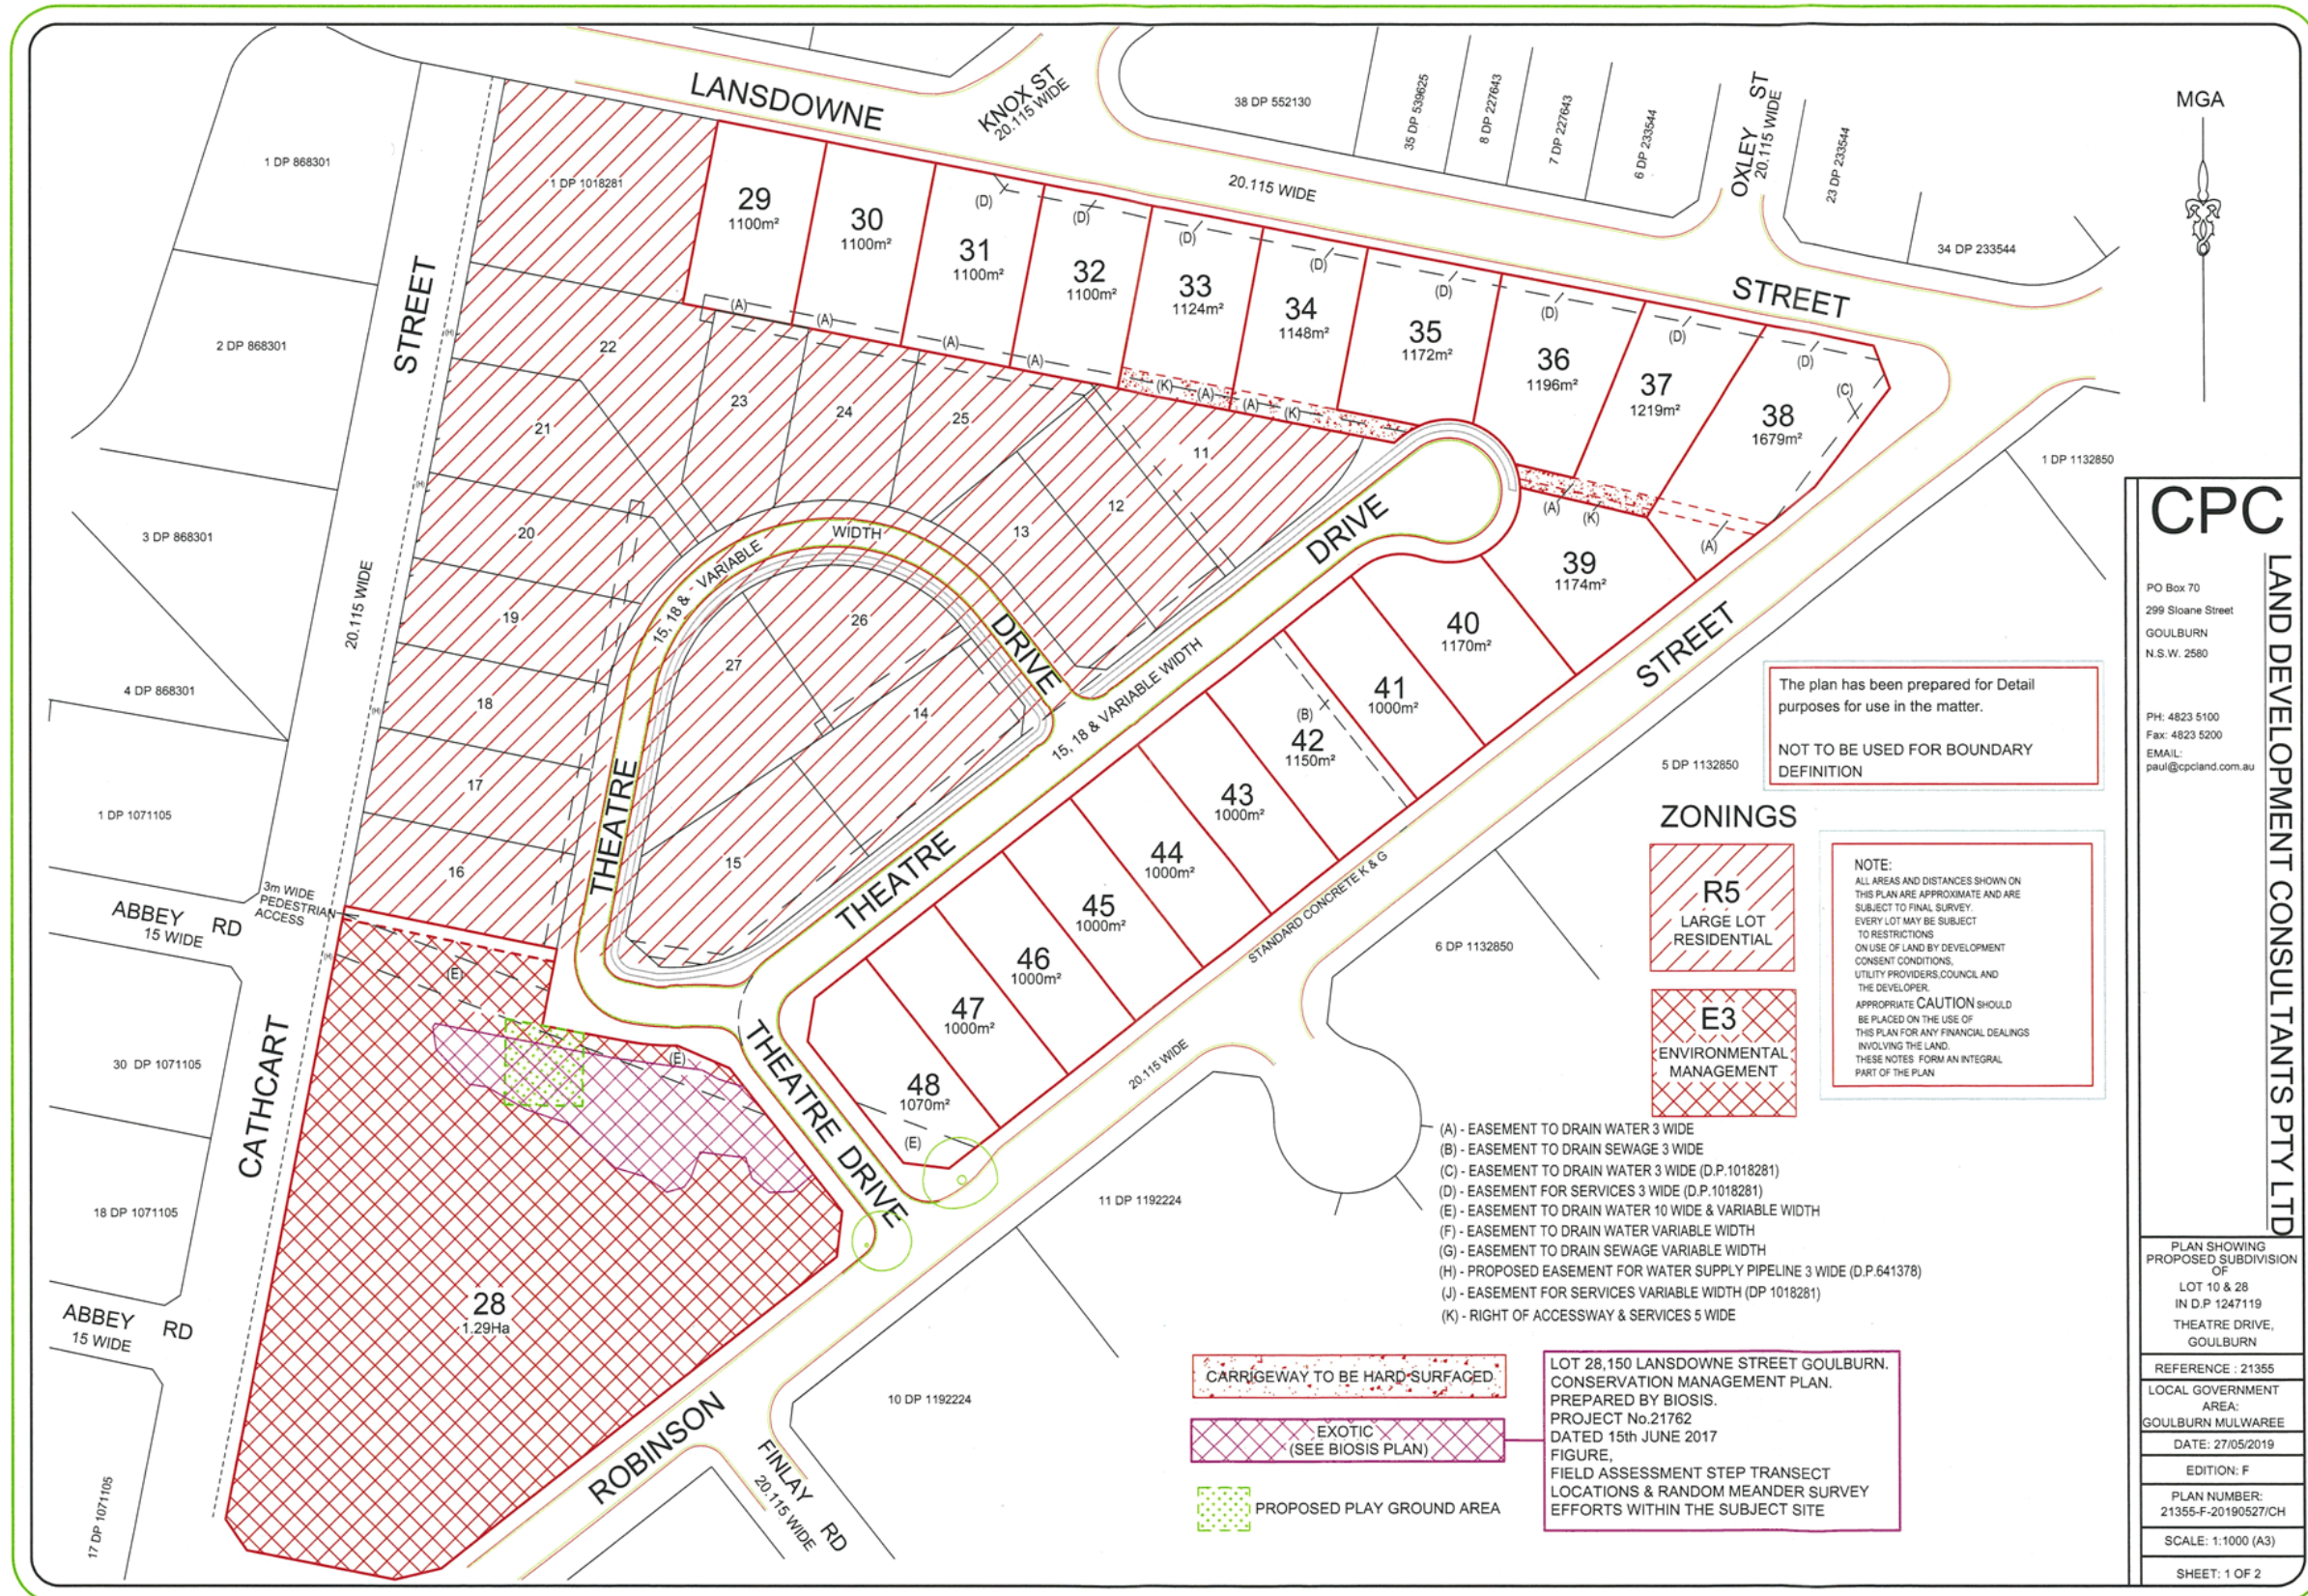 LANSDOWNE
KNOX ST
20.115 WIDE
38 DP 552130
35 DP 539625
8 DP 227643
7 DP 227643
6 DP 233544
OXLEY ST
20.115 WIDE
23 DP 233544
34 DP 233544
20.115 WIDE
STREET
MGA
1 DP 868301
2 DP 868301
3 DP 868301
4 DP 868301
1 DP 1071105
30 DP 1071105
18 DP 1071105
17 DP 1071105
STREET
20.115 WIDE
CATHCART
ABBEY RD
15 WIDE
ABBEY RD
15 WIDE
3m WIDE
PEDESTRIAN
ACCESS
1 DP 1018281
29
1100m²
30
1100m²
31
1100m²
32
1100m²
33
1124m²
34
1148m²
35
1172m²
36
1196m²
37
1219m²
38
1679m²
(D)
(D)
(D)
(D)
(D)
(D)
(D)
(D)
(C)
(A)
(A)
(A)
(A)
(K)
(A)
(A)
(K)
(A)
(K)
(A)
(H)
(H)
(H)
(H)
22
23
24
25
11
12
13
21
20
19
18
17
16
26
27
14
15
15, 18 & - VARIABLE
WIDTH
DRIVE
THEATRE
15, 18 & VARIABLE WIDTH
DRIVE
THEATRE
39
1174m²
40
1170m²
41
1000m²
(B)
42
1150m²
43
1000m²
44
1000m²
45
1000m²
46
1000m²
47
1000m²
48
1070m²
(E)
(E)
(E)
THEATRE DRIVE
28
1.29Ha
STREET
STANDARD CONCRETE K & G
20.115 WIDE
ROBINSON
FINLAY RD
20.115 WIDE
1 DP 1132850
5 DP 1132850
6 DP 1132850
11 DP 1192224
10 DP 1192224
The plan has been prepared for Detail
purposes for use in the matter.
NOT TO BE USED FOR BOUNDARY
DEFINITION
ZONINGS
R5
LARGE LOT
RESIDENTIAL
E3
ENVIRONMENTAL
MANAGEMENT
NOTE:
ALL AREAS AND DISTANCES SHOWN ON
THIS PLAN ARE APPROXIMATE AND ARE
SUBJECT TO FINAL SURVEY.
EVERY LOT MAY BE SUBJECT
TO RESTRICTIONS
ON USE OF LAND BY DEVELOPMENT
CONSENT CONDITIONS,
UTILITY PROVIDERS,COUNCIL AND
THE DEVELOPER.
APPROPRIATE CAUTION SHOULD
BE PLACED ON THE USE OF
THIS PLAN FOR ANY FINANCIAL DEALINGS
INVOLVING THE LAND.
THESE NOTES FORM AN INTEGRAL
PART OF THE PLAN
(A) - EASEMENT TO DRAIN WATER 3 WIDE
(B) - EASEMENT TO DRAIN SEWAGE 3 WIDE
(C) - EASEMENT TO DRAIN WATER 3 WIDE (D.P.1018281)
(D) - EASEMENT FOR SERVICES 3 WIDE (D.P.1018281)
(E) - EASEMENT TO DRAIN WATER 10 WIDE & VARIABLE WIDTH
(F) - EASEMENT TO DRAIN WATER VARIABLE WIDTH
(G) - EASEMENT TO DRAIN SEWAGE VARIABLE WIDTH
(H) - PROPOSED EASEMENT FOR WATER SUPPLY PIPELINE 3 WIDE (D.P.641378)
(J) - EASEMENT FOR SERVICES VARIABLE WIDTH (DP 1018281)
(K) - RIGHT OF ACCESSWAY & SERVICES 5 WIDE
CARRIGEWAY TO BE HARD SURFACED
EXOTIC
(SEE BIOSIS PLAN)
PROPOSED PLAY GROUND AREA
LOT 28,150 LANSDOWNE STREET GOULBURN.
CONSERVATION MANAGEMENT PLAN.
PREPARED BY BIOSIS.
PROJECT No.21762
DATED 15th JUNE 2017
FIGURE,
FIELD ASSESSMENT STEP TRANSECT
LOCATIONS & RANDOM MEANDER SURVEY
EFFORTS WITHIN THE SUBJECT SITE
CPC
LAND DEVELOPMENT CONSULTANTS PTY LTD
PO Box 70
299 Sloane Street
GOULBURN
N.S.W. 2580
PH: 4823 5100
Fax: 4823 5200
EMAIL:
paul@cpcland.com.au
PLAN SHOWING
PROPOSED SUBDIVISION
OF
LOT 10 & 28
IN D.P 1247119
THEATRE DRIVE,
GOULBURN
REFERENCE : 21355
LOCAL GOVERNMENT
AREA:
GOULBURN MULWAREE
DATE: 27/05/2019
EDITION: F
PLAN NUMBER:
21355-F-20190527/CH
SCALE: 1:1000 (A3)
SHEET: 1 OF 2